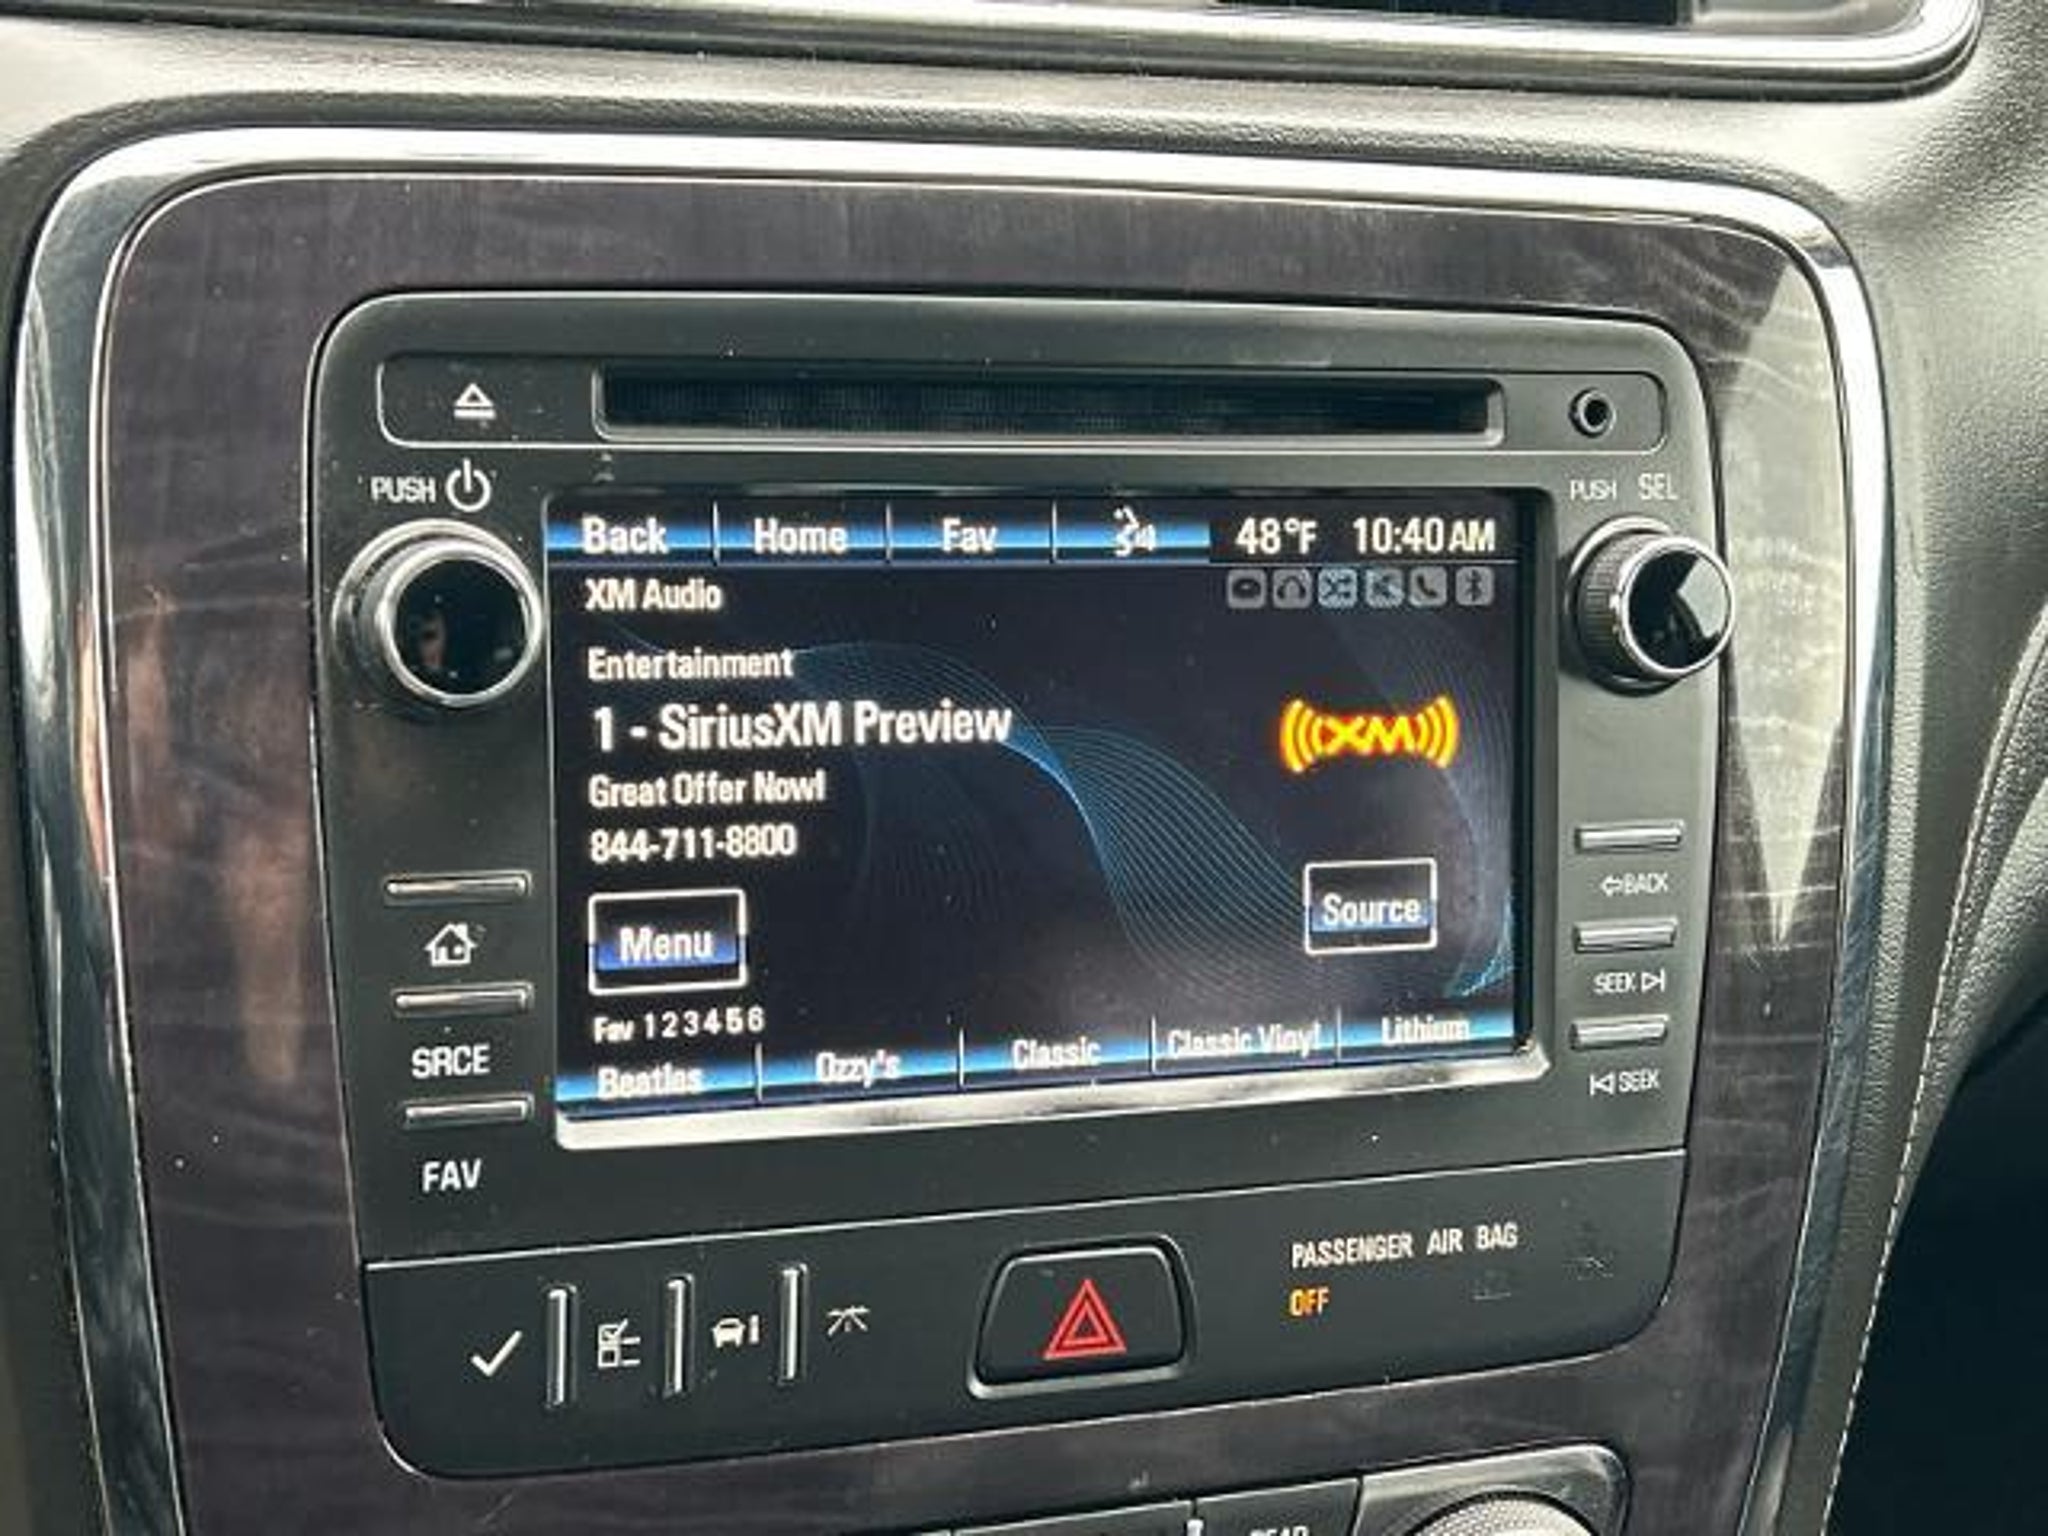 PUSH
PUSH SEL
Back Home Fav 48°F 10:40 AM
XM Audio
Entertainment
1 - SiriusXM Preview
XM
Great Offer Now!
844-711-8800
Menu
Source
Fav 1 2 3 4 5 6
Beatles Ozzy's Classic Classic Vinyl Lithium
BACK
SEEK
SEEK
SRCE
FAV
PASSENGER AIR BAG
OFF